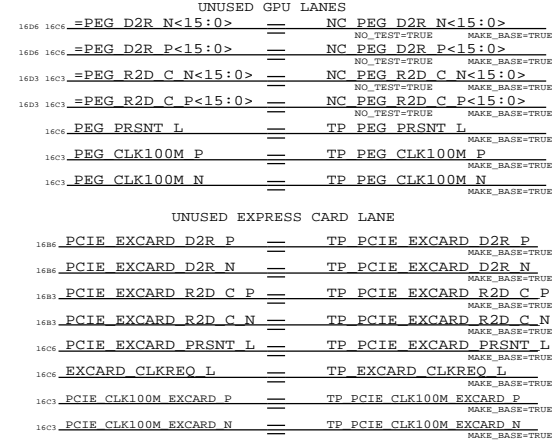 UNUSED GPU LANES
16D6 16C6 =PEG_D2R_N<15:0> NC_PEG_D2R_N<15:0>
NO_TEST=TRUE MAKE_BASE=TRUE
16D6 16C6 =PEG_D2R_P<15:0> NC_PEG_D2R_P<15:0>
NO_TEST=TRUE MAKE_BASE=TRUE
16D3 16C3 =PEG_R2D_C_N<15:0> NC_PEG_R2D_C_N<15:0>
NO_TEST=TRUE MAKE_BASE=TRUE
16D3 16C3 =PEG_R2D_C_P<15:0> NC_PEG_R2D_C_P<15:0>
NO_TEST=TRUE MAKE_BASE=TRUE
16C6 PEG_PRSNT_L TP_PEG_PRSNT_L
MAKE_BASE=TRUE
16C3 PEG_CLK100M_P TP_PEG_CLK100M_P
MAKE_BASE=TRUE
16C3 PEG_CLK100M_N TP_PEG_CLK100M_N
MAKE_BASE=TRUE
UNUSED EXPRESS CARD LANE
16B6 PCIE_EXCARD_D2R_P TP_PCIE_EXCARD_D2R_P
MAKE_BASE=TRUE
16B6 PCIE_EXCARD_D2R_N TP_PCIE_EXCARD_D2R_N
MAKE_BASE=TRUE
16B3 PCIE_EXCARD_R2D_C_P TP_PCIE_EXCARD_R2D_C_P
MAKE_BASE=TRUE
16B3 PCIE_EXCARD_R2D_C_N TP_PCIE_EXCARD_R2D_C_N
MAKE_BASE=TRUE
16C6 PCIE_EXCARD_PRSNT_L TP_PCIE_EXCARD_PRSNT_L
MAKE_BASE=TRUE
16C6 EXCARD_CLKREQ_L TP_EXCARD_CLKREQ_L
MAKE_BASE=TRUE
16C3 PCIE_CLK100M_EXCARD_P TP_PCIE_CLK100M_EXCARD_P
MAKE_BASE=TRUE
16C3 PCIE_CLK100M_EXCARD_N TP_PCIE_CLK100M_EXCARD_N
MAKE_BASE=TRUE